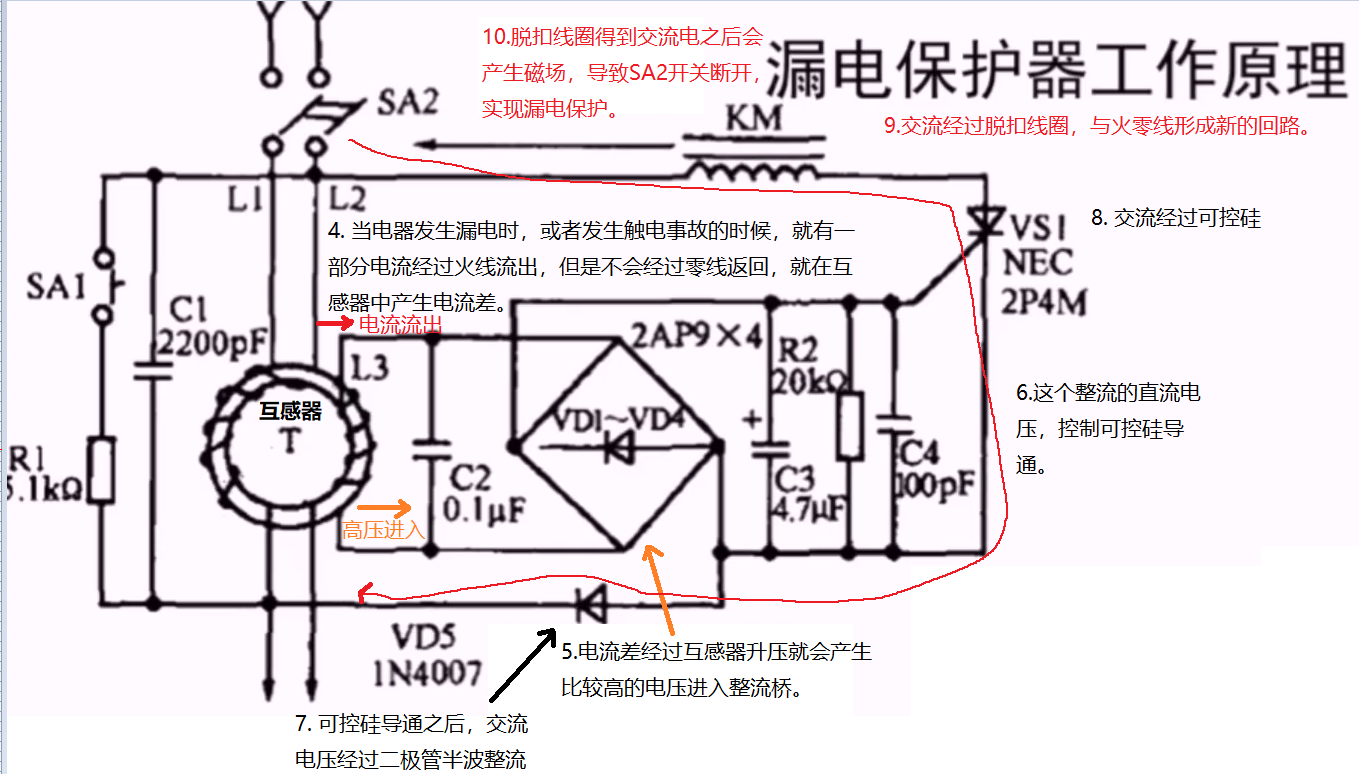 10.脱扣线圈得到交流电之后会
产生磁场，导致SA2开关断开，
实现漏电保护。
漏电保护器工作原理
SA2
KM
9.交流经过脱扣线圈，与火零线形成新的回路。
L1
L2
VS1
NEC
2P4M
8. 交流经过可控硅
4. 当电器发生漏电时，或者发生触电事故的时候，就有一
部分电流经过火线流出，但是不会经过零线返回，就在互
感器中产生电流差。
电流流出
SA1
C1
2200pF
L3
2AP9×4
R2
20kΩ
互感器
T
VD1～VD4
+
6.这个整流的直流电
压，控制可控硅导
通。
R1
5.1kΩ
C2
0.1μF
C3
4.7μF
C4
100pF
高压进入
VD5
1N4007
5.电流差经过互感器升压就会产生
比较高的电压进入整流桥。
7. 可控硅导通之后，交流
电压经过二极管半波整流